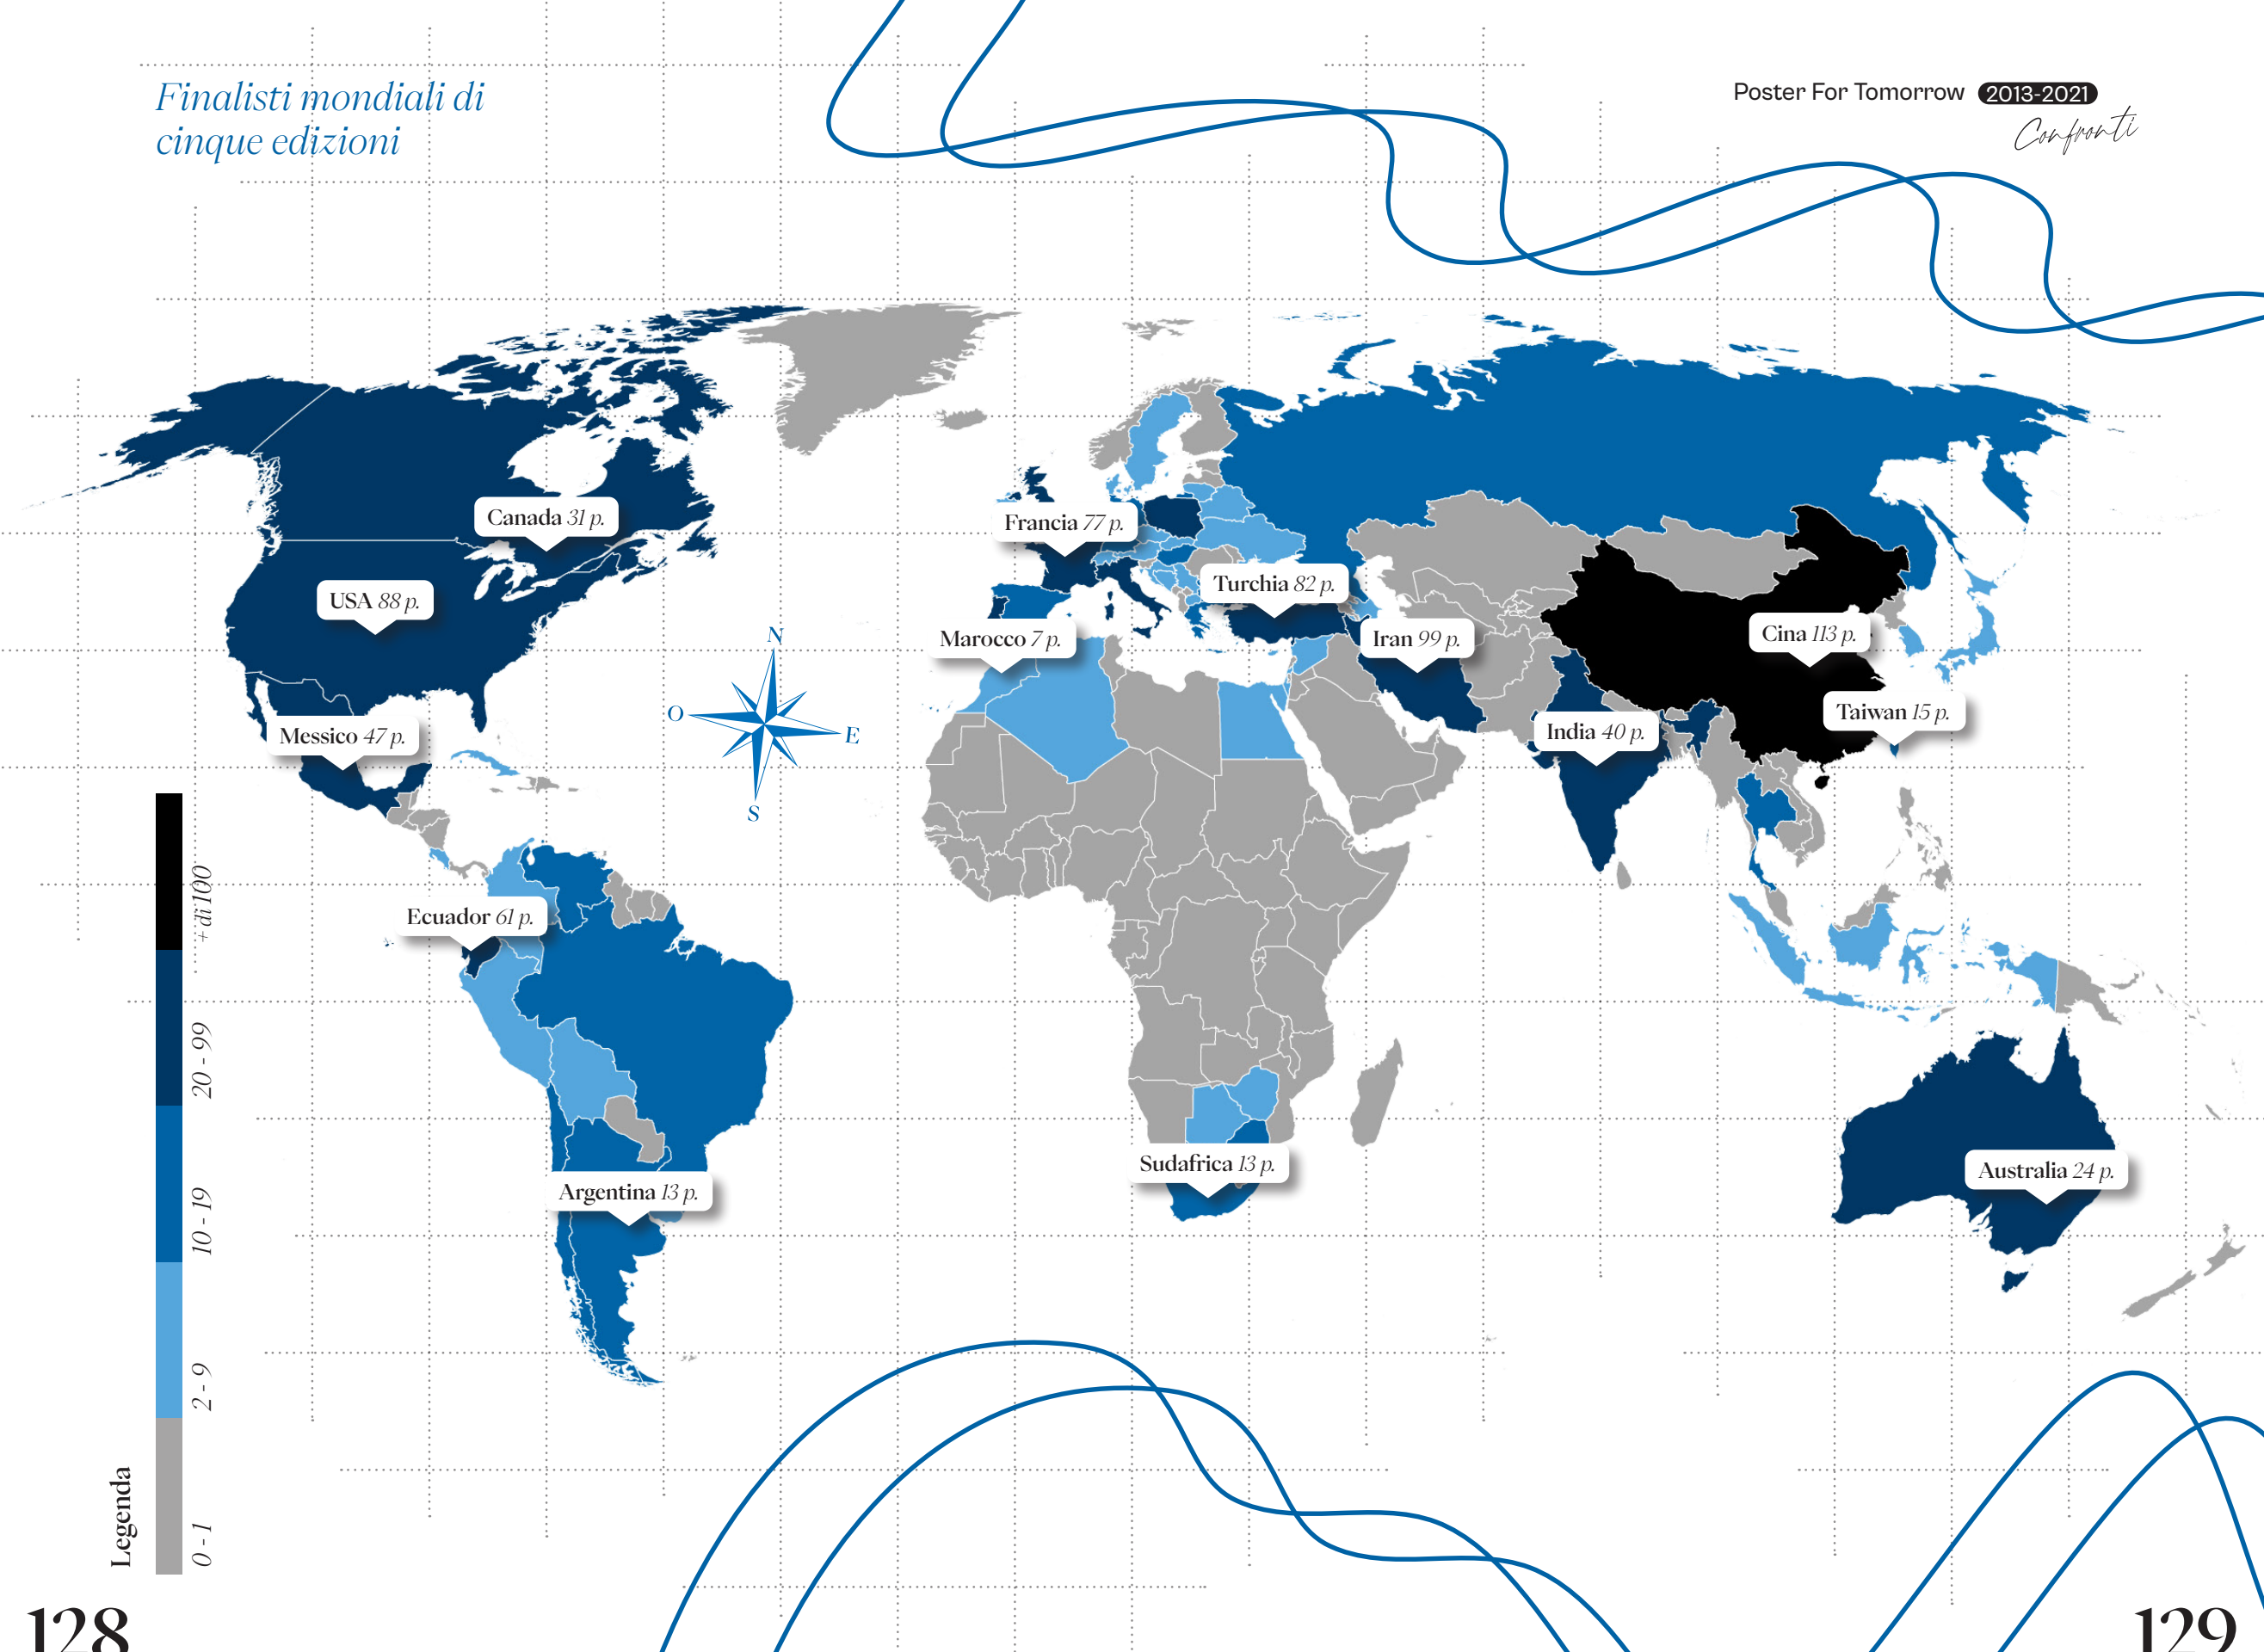 Finalisti mondiali di
cinque edizioni
Poster For Tomorrow 2013-2021
Confronti
Canada 31 p.
Francia 77 p.
USA 88 p.
Turchia 82 p.
Marocco 7 p.
Iran 99 p.
Cina 113 p.
Taiwan 15 p.
Messico 47 p.
India 40 p.
N
O
E
S
Ecuador 61 p.
Argentina 13 p.
Sudafrica 13 p.
Australia 24 p.
Legenda
+ di 100
20 - 99
10 - 19
2 - 9
0 - 1
128
129